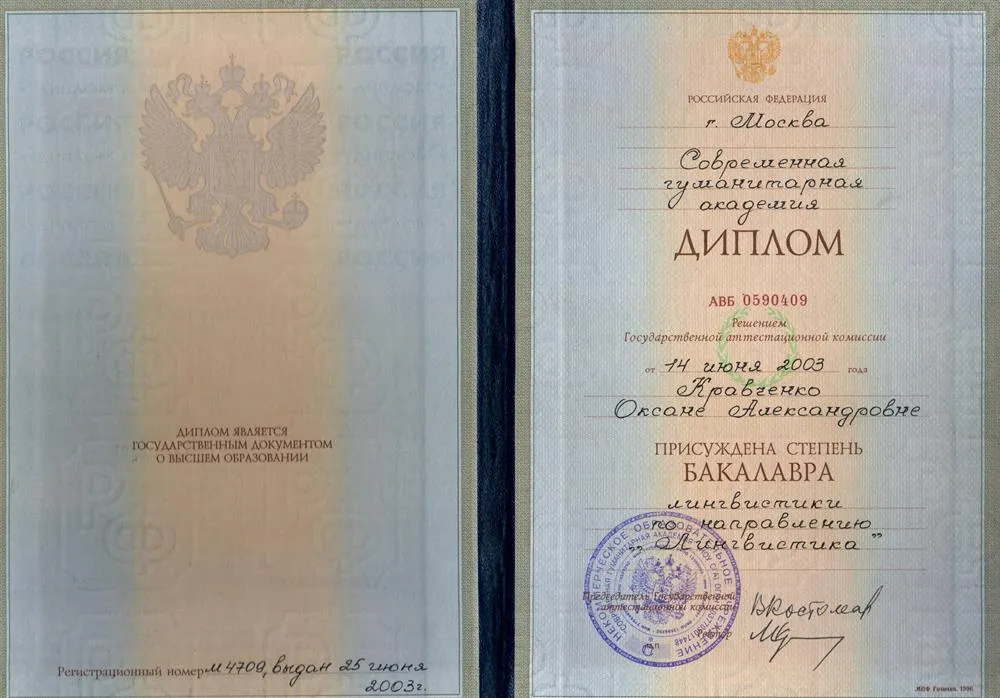 ДИПЛОМ ЯВЛЯЕТСЯ
ГОСУДАРСТВЕННЫМ ДОКУМЕНТОМ
О ВЫСШЕМ ОБРАЗОВАНИИ
Регистрационный номер М 4709, выдан 25 июня
2003г.
РОССИЙСКАЯ ФЕДЕРАЦИЯ
г. Москва
Современная
гуманитарная
академия
ДИПЛОМ
АВБ 0590409
Решением
Государственной аттестационной комиссии
от 14 июня 2003 года
Кравченко
Оксане Александровне
ПРИСУЖДЕНА СТЕПЕНЬ
БАКАЛАВРА
лингвистики
по направлению
„Лингвистика”
Председатель Государственной
аттестационной комиссии
Ректор
М.П.